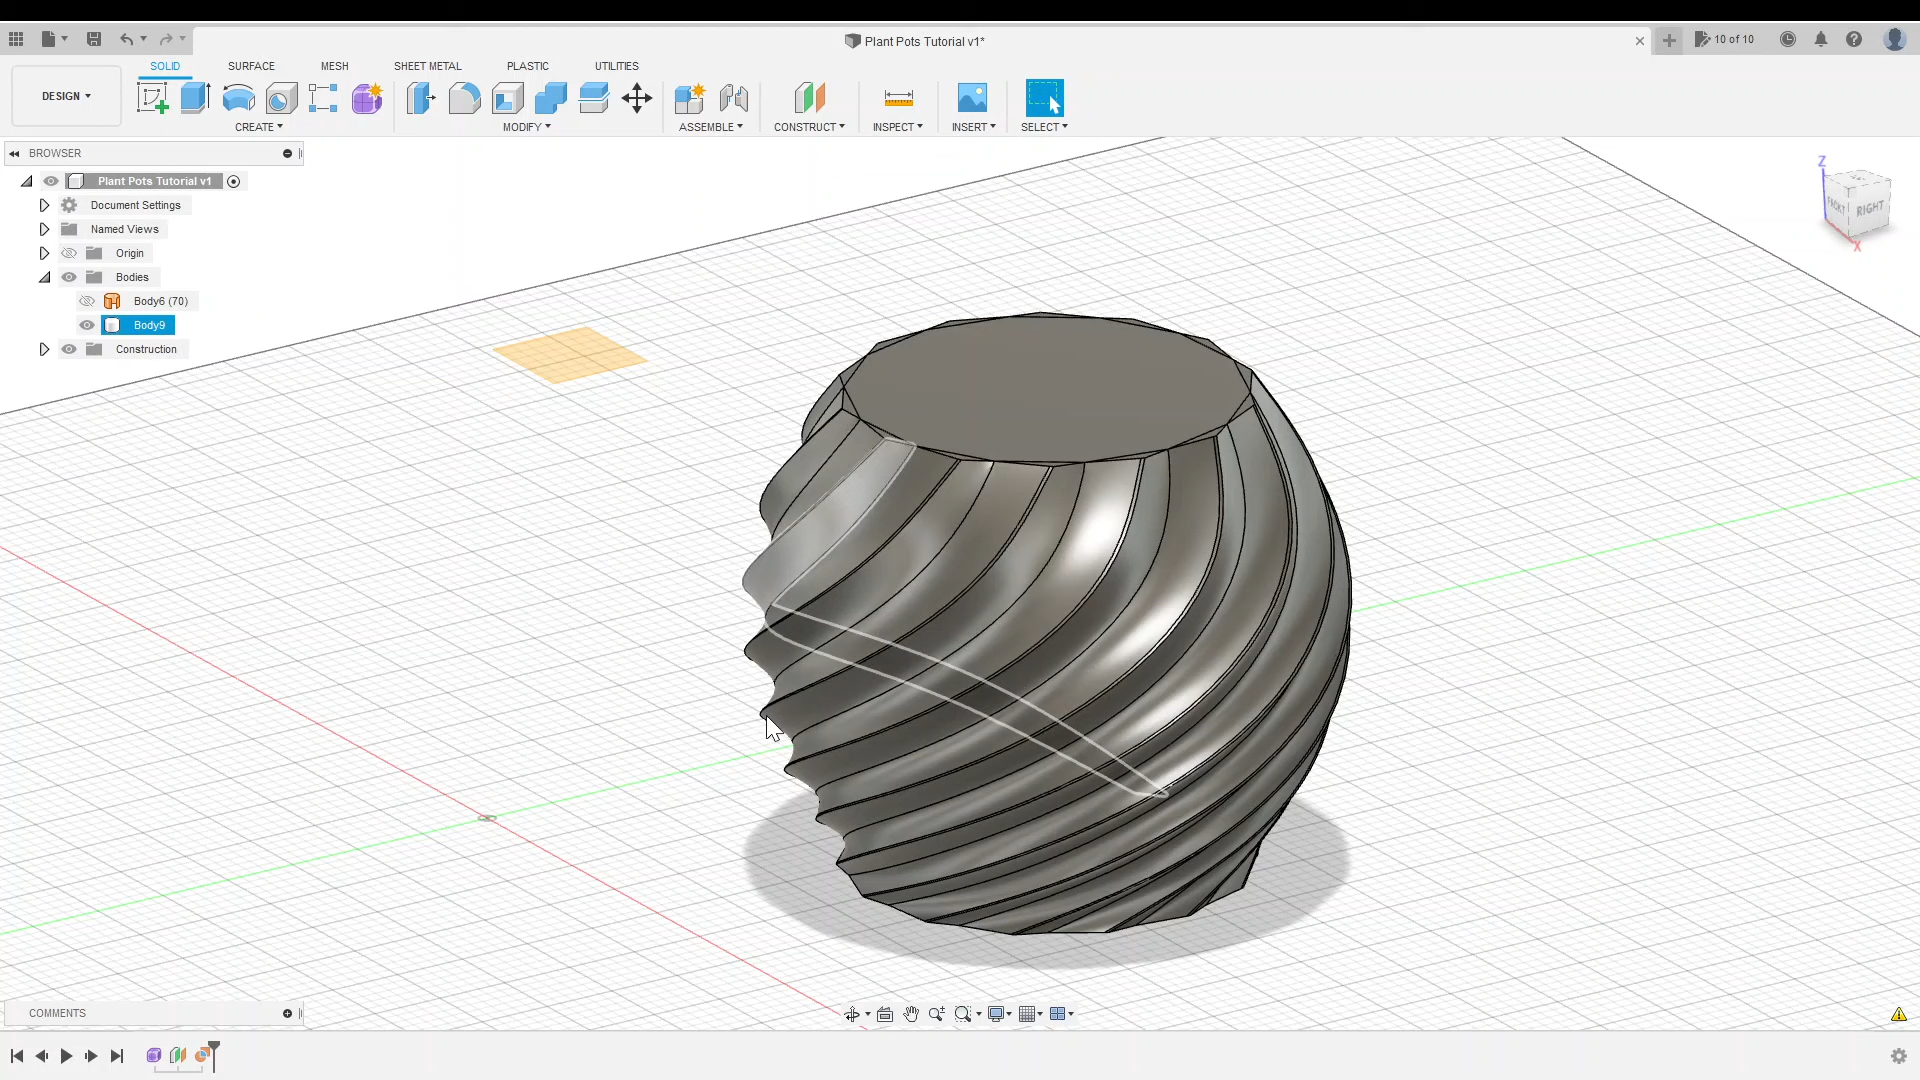 Plant Pots Tutorial v1*
10 of 10
DESIGN
SOLID
SURFACE
MESH
SHEET METAL
PLASTIC
UTILITIES
CREATE
MODIFY
ASSEMBLE
CONSTRUCT
INSPECT
INSERT
SELECT
BROWSER
Plant Pots Tutorial v1
Document Settings
Named Views
Origin
Bodies
Body6 (70)
Body9
Construction
Z
FRONT
RIGHT
X
COMMENTS